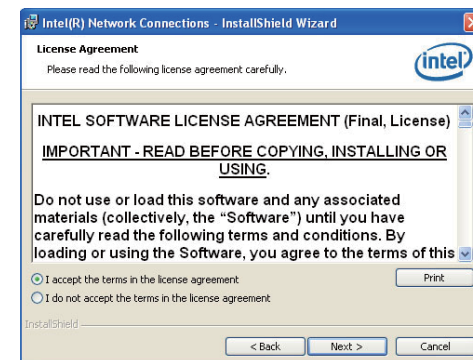 Intel(R) Network Connections - InstallShield Wizard
License Agreement
Please read the following license agreement carefully.
intel
INTEL SOFTWARE LICENSE AGREEMENT (Final, License)
IMPORTANT - READ BEFORE COPYING, INSTALLING OR
USING.
Do not use or load this software and any associated
materials (collectively, the “Software”) until you have
carefully read the following terms and conditions. By
loading or using the Software, you agree to the terms of this
I accept the terms in the license agreement
Print
I do not accept the terms in the license agreement
InstallShield
< Back
Next >
Cancel